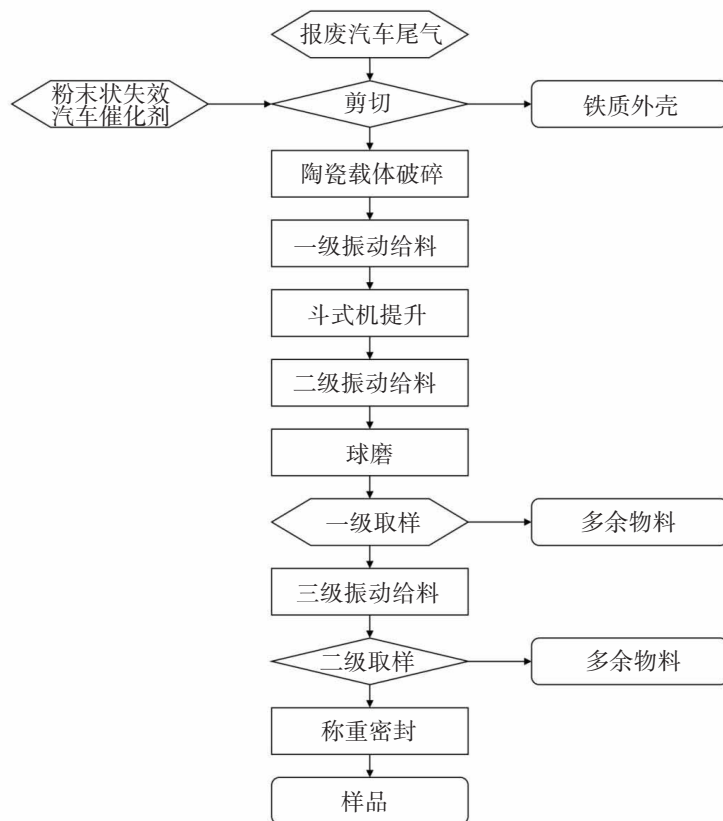 报废汽车尾气
粉末状失效
汽车催化剂
剪切
铁质外壳
陶瓷载体破碎
一级振动给料
斗式机提升
二级振动给料
球磨
一级取样
多余物料
三级振动给料
二级取样
多余物料
称重密封
样品